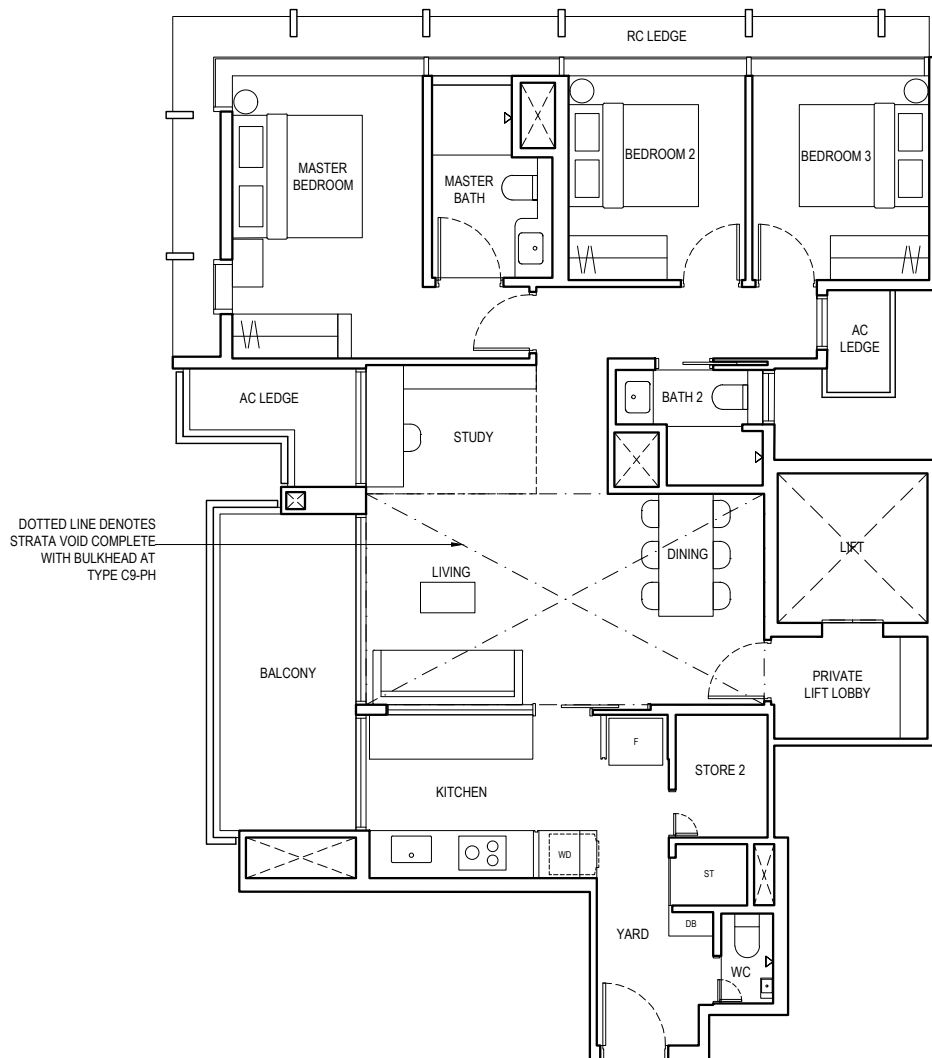 RC LEDGE
MASTER
BEDROOM
MASTER
BATH
BEDROOM 2
BEDROOM 3
AC
LEDGE
AC LEDGE
STUDY
BATH 2
DOTTED LINE DENOTES
STRATA VOID COMPLETE
WITH BULKHEAD AT
TYPE C9-PH
LIVING
DINING
LIFT
BALCONY
PRIVATE
LIFT LOBBY
F
STORE 2
KITCHEN
WD
ST
DB
YARD
WC